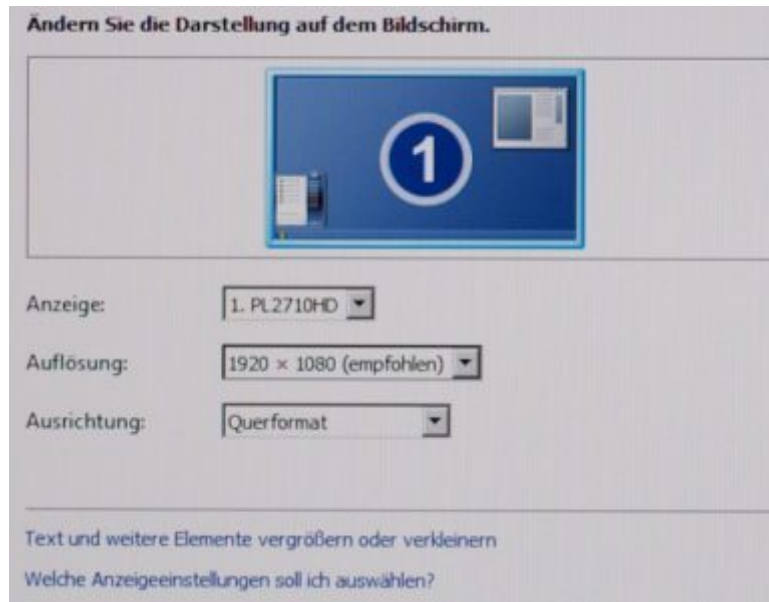 Ändern Sie die Darstellung auf dem Bildschirm.
1
Anzeige: 1. PL2710HD
Auflösung: 1920 × 1080 (empfohlen)
Ausrichtung: Querformat
Text und weitere Elemente vergrößern oder verkleinern
Welche Anzeigeeinstellungen soll ich auswählen?